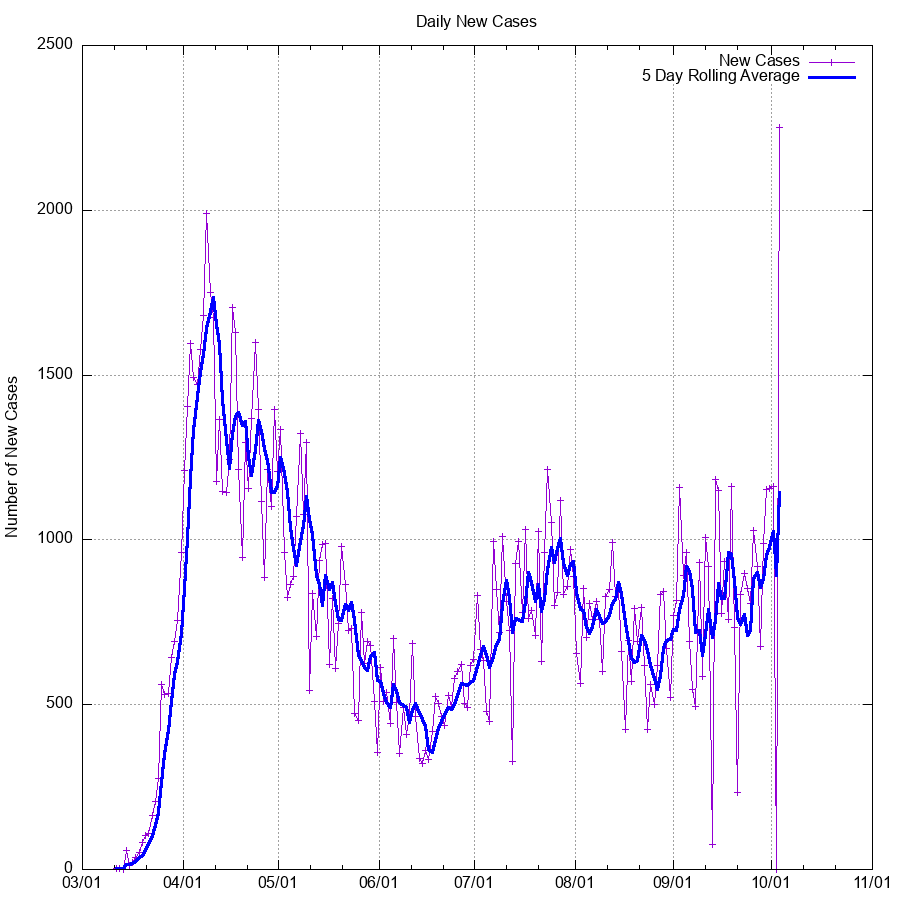 Daily New Cases
New Cases
5 Day Rolling Average
Number of New Cases
2500
2000
1500
1000
500
0
03/01 04/01 05/01 06/01 07/01 08/01 09/01 10/01 11/01